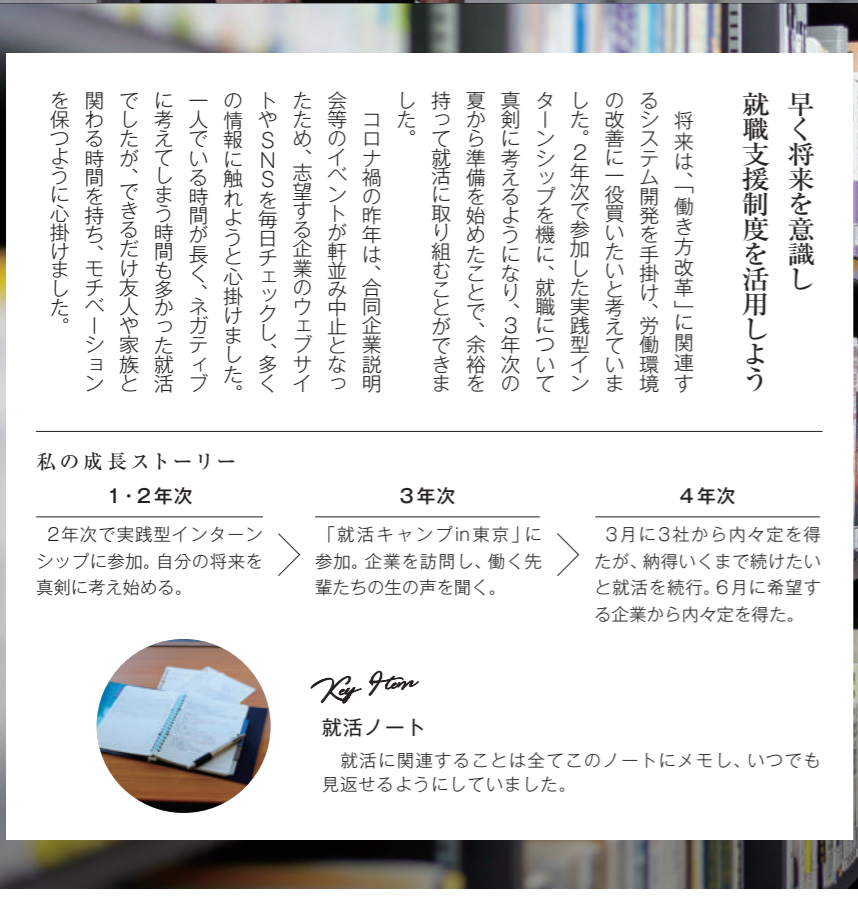 早く将来を意識し
就職支援制度を活用しよう
将来は、「働き方改革」に関連す
るシステム開発を手掛け、労働環境
の改善に一役買いたいと考えていま
した。2年次で参加した実践型イン
ターンシップを機に、就職について
真剣に考えるようになり、3年次の
夏から準備を始めたことで、余裕を
持って就活に取り組むことができま
した。
コロナ禍の昨年は、合同企業説明
会等のイベントが軒並み中止となっ
たため、志望する企業のウェブサイ
トやSNSを毎日チェックし、多く
の情報に触れようと心掛けました。
一人でいる時間が長く、ネガティブ
に考えてしまう時間も多かった就活
でしたが、できるだけ友人や家族と
関わる時間を持ち、モチベーション
を保つように心掛けました。
私の成長ストーリー
1・2年次
2年次で実践型インターン
シップに参加。自分の将来を
真剣に考え始める。
3年次
「就活キャンプin東京」に
参加。企業を訪問し、働く先
輩たちの生の声を聞く。
4年次
3月に3社から内々定を得
たが、納得いくまで続けたい
と就活を続行。6月に希望す
る企業から内々定を得た。
Key Item
就活ノート
就活に関連することは全てこのノートにメモし、いつでも
見返せるようにしていました。